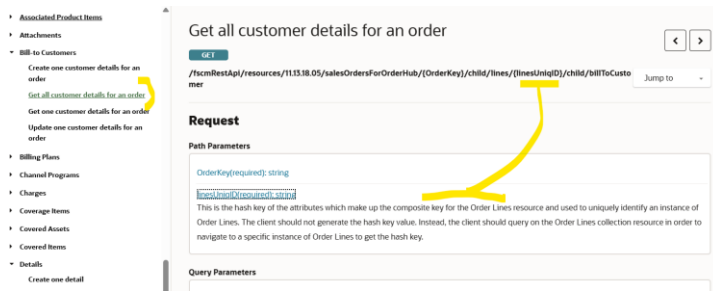 Associated Product Items
Attachments
Bill-to Customers
Create one customer details for an
order
Get all customer details for an order
Get one customer details for an order
Update one customer details for an
order
Billing Plans
Channel Programs
Charges
Coverage Items
Covered Assets
Covered Items
Details
Create one detail
Get all customer details for an order
GET
/fscmRestApi/resources/11.13.18.05/salesOrdersForOrderHub/{OrderKey}/child/lines/{linesUniqID}/child/billToCusto
mer
Jump to
Request
Path Parameters
OrderKey(required): string
linesUniqID(required): string
This is the hash key of the attributes which make up the composite key for the Order Lines resource and used to uniquely identify an instance of
Order Lines. The client should not generate the hash key value. Instead, the client should query on the Order Lines collection resource in order to
navigate to a specific instance of Order Lines to get the hash key.
Query Parameters